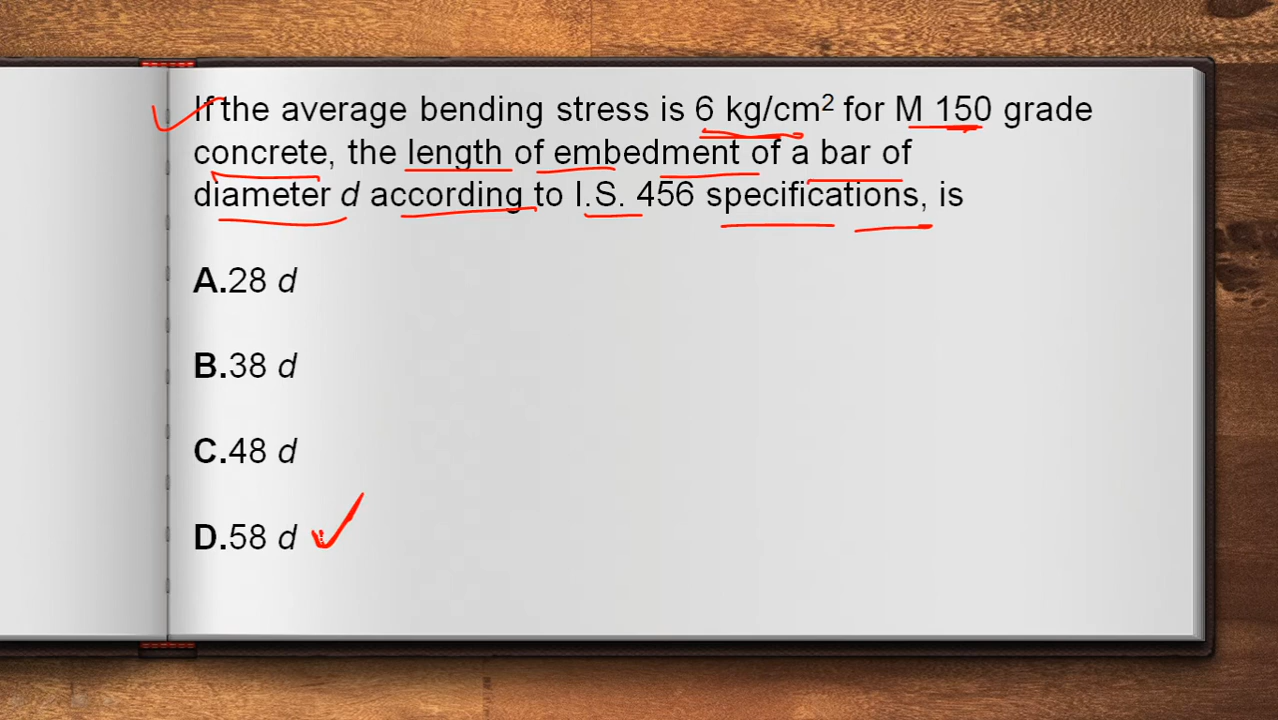 If the average bending stress is 6 kg/cm² for M 150 grade
concrete, the length of embedment of a bar of
diameter d according to I.S. 456 specifications, is
A.28 d
B.38 d
C.48 d
D.58 d